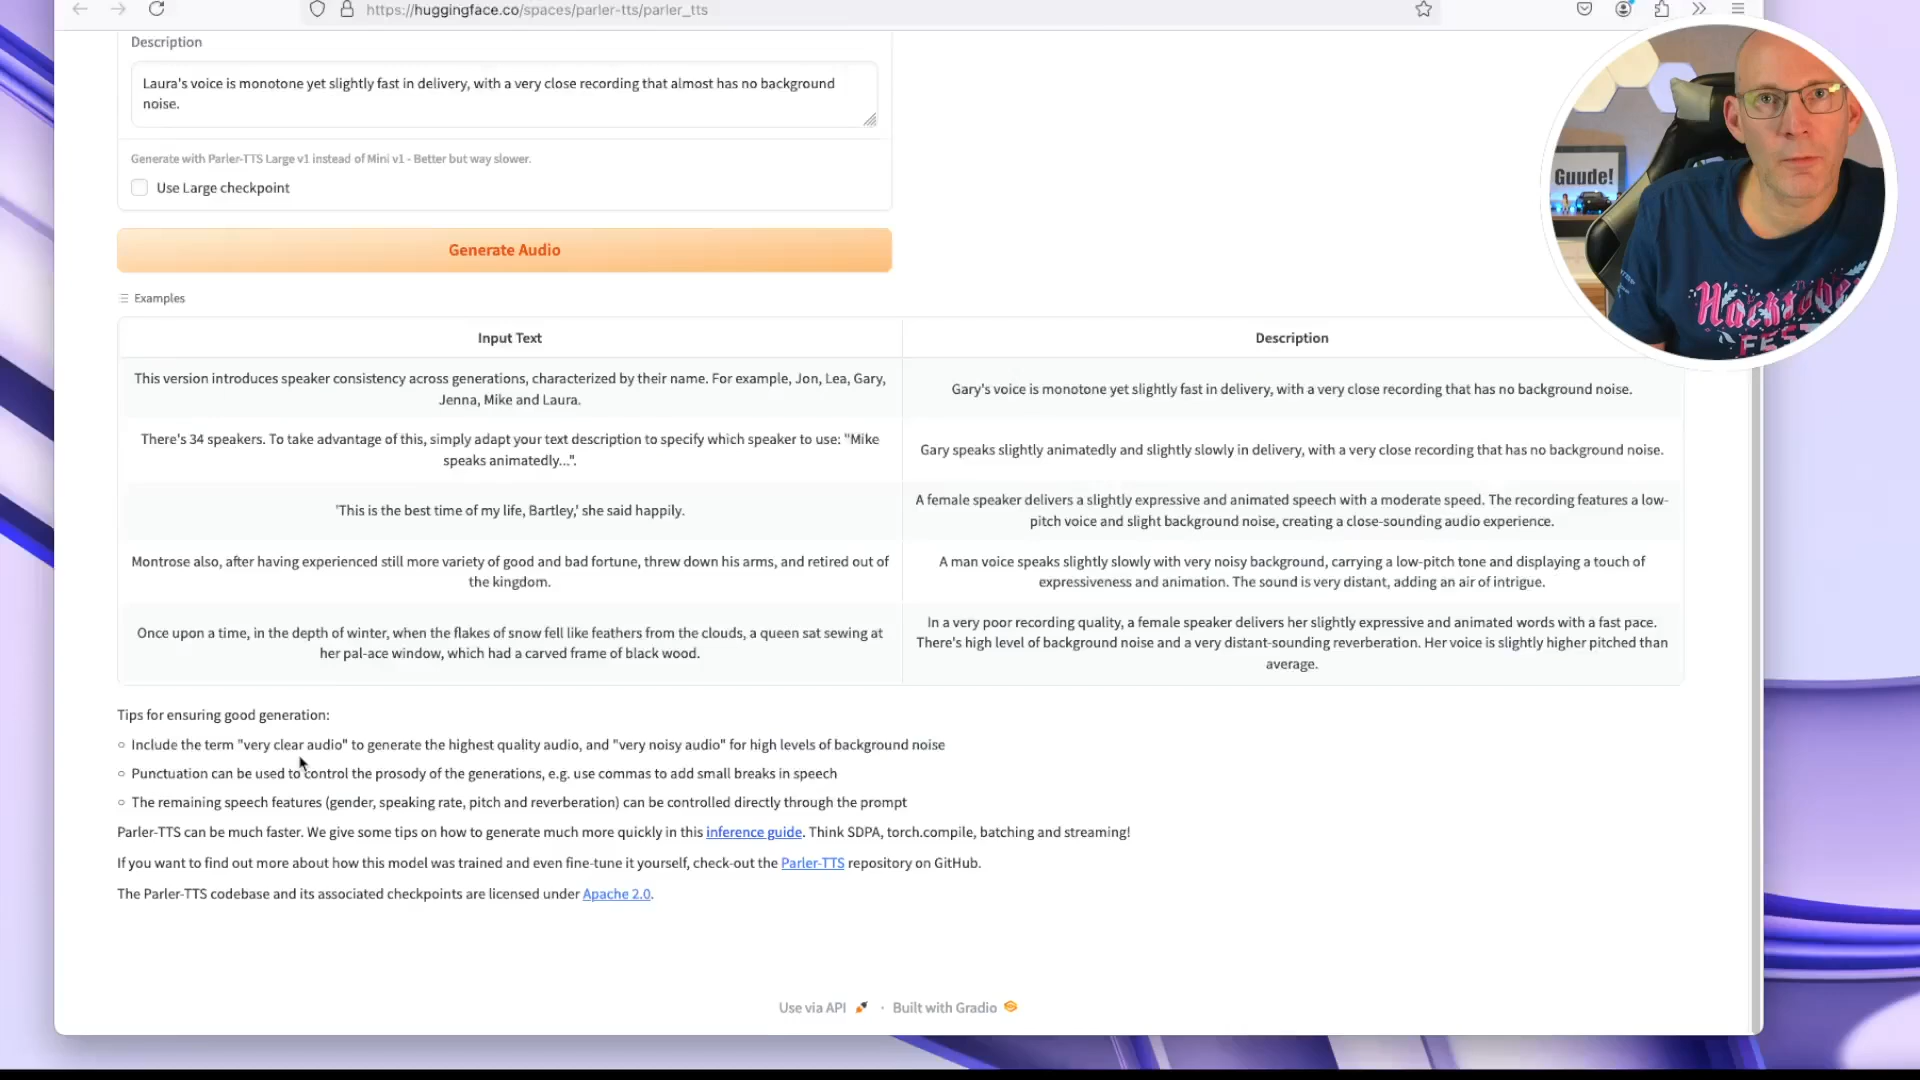 https://huggingface.co/spaces/parler-tts/parler_tts
Description
Laura's voice is monotone yet slightly fast in delivery, with a very close recording that almost has no background
noise.
Generate with Parler-TTS Large v1 instead of Mini v1 - Better but way slower.
Use Large checkpoint
Generate Audio
Examples
Input Text
Description
This version introduces speaker consistency across generations, characterized by their name. For example, Jon, Lea, Gary,
Jenna, Mike and Laura.
Gary's voice is monotone yet slightly fast in delivery, with a very close recording that has no background noise.
There's 34 speakers. To take advantage of this, simply adapt your text description to specify which speaker to use: "Mike
speaks animatedly...".
Gary speaks slightly animatedly and slightly slowly in delivery, with a very close recording that has no background noise.
'This is the best time of my life, Bartley,' she said happily.
A female speaker delivers a slightly expressive and animated speech with a moderate speed. The recording features a low-
pitch voice and slight background noise, creating a close-sounding audio experience.
Montrose also, after having experienced still more variety of good and bad fortune, threw down his arms, and retired out of
the kingdom.
A man voice speaks slightly slowly with very noisy background, carrying a low-pitch tone and displaying a touch of
expressiveness and animation. The sound is very distant, adding an air of intrigue.
Once upon a time, in the depth of winter, when the flakes of snow fell like feathers from the clouds, a queen sat sewing at
her pal-ace window, which had a carved frame of black wood.
In a very poor recording quality, a female speaker delivers her slightly expressive and animated words with a fast pace.
There's high level of background noise and a very distant-sounding reverberation. Her voice is slightly higher pitched than
average.
Tips for ensuring good generation:
Include the term "very clear audio" to generate the highest quality audio, and "very noisy audio" for high levels of background noise
Punctuation can be used to control the prosody of the generations, e.g. use commas to add small breaks in speech
The remaining speech features (gender, speaking rate, pitch and reverberation) can be controlled directly through the prompt
Parler-TTS can be much faster. We give some tips on how to generate much more quickly in this inference guide. Think SDPA, torch.compile, batching and streaming!
If you want to find out more about how this model was trained and even fine-tune it yourself, check-out the Parler-TTS repository on GitHub.
The Parler-TTS codebase and its associated checkpoints are licensed under Apache 2.0.
Use via API · Built with Gradio
Guude!